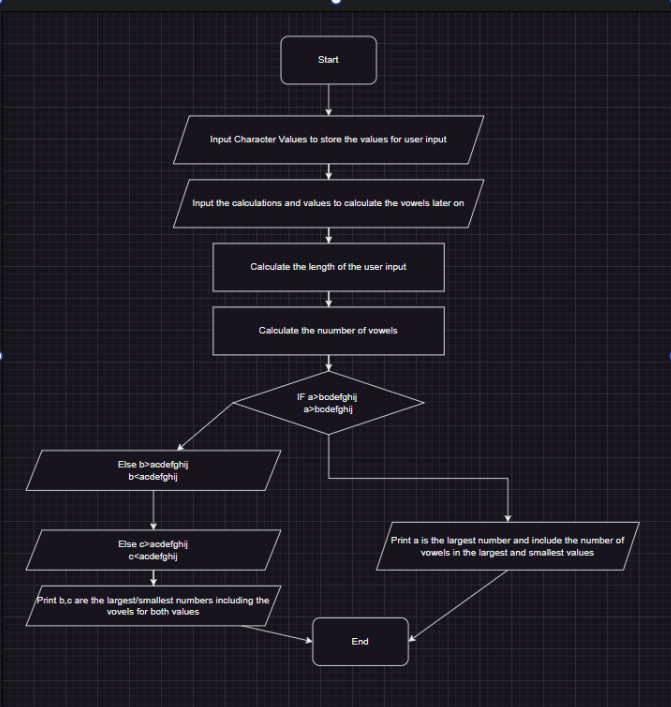 Start
Input Character Values to store the values for user input
Input the calculations and values to calculate the vowels later on
Calculate the length of the user input
Calculate the nuumber of vowels
IF a>bcdefghij
a>bcdefghij
Else b>acdefghij
b<acdefghij
Else c>acdefghij
c<acdefghij
Print a is the largest number and include the number of
vowels in the largest and smallest values
Print b,c are the largest/smallest numbers including the
vovels for both values
End